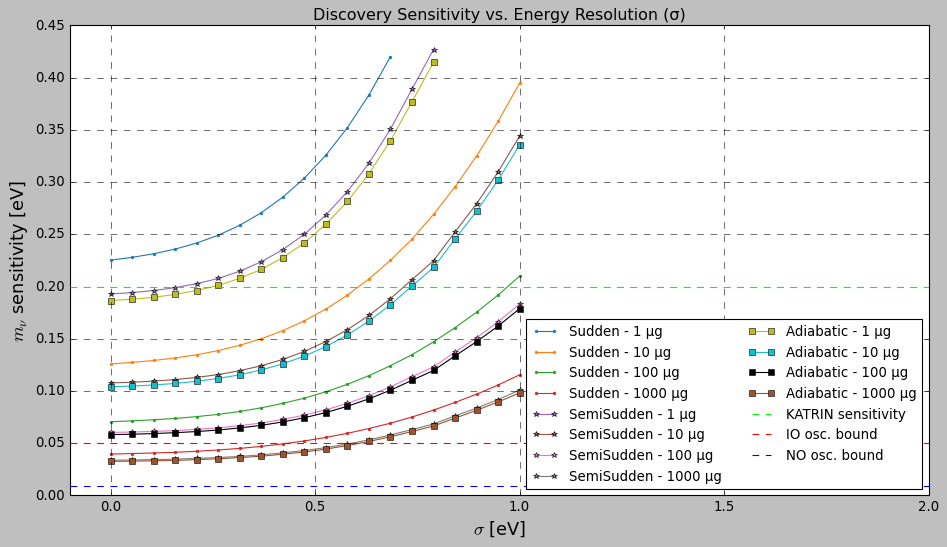 Discovery Sensitivity vs. Energy Resolution (σ)
0.45
0.40
0.35
0.30
0.25
0.20
0.15
0.10
0.05
0.00
mν sensitivity [eV]
0.0 0.5 1.0 1.5 2.0
σ [eV]
Sudden - 1 μg
Sudden - 10 μg
Sudden - 100 μg
Sudden - 1000 μg
SemiSudden - 1 μg
SemiSudden - 10 μg
SemiSudden - 100 μg
SemiSudden - 1000 μg
Adiabatic - 1 μg
Adiabatic - 10 μg
Adiabatic - 100 μg
Adiabatic - 1000 μg
KATRIN sensitivity
IO osc. bound
NO osc. bound